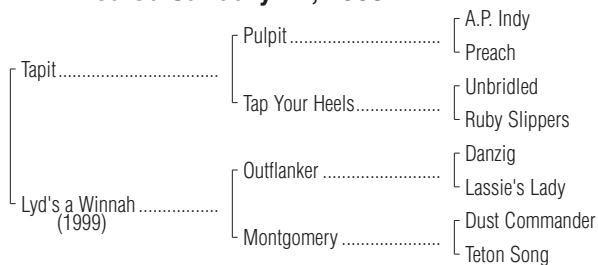 A.P. Indy
Pulpit
Preach
Tapit
Unbridled
Tap Your Heels
Ruby Slippers
Danzig
Outflanker
Lassie's Lady
Lyd's a Winnah
(1999)
Dust Commander
Montgomery
Teton Song